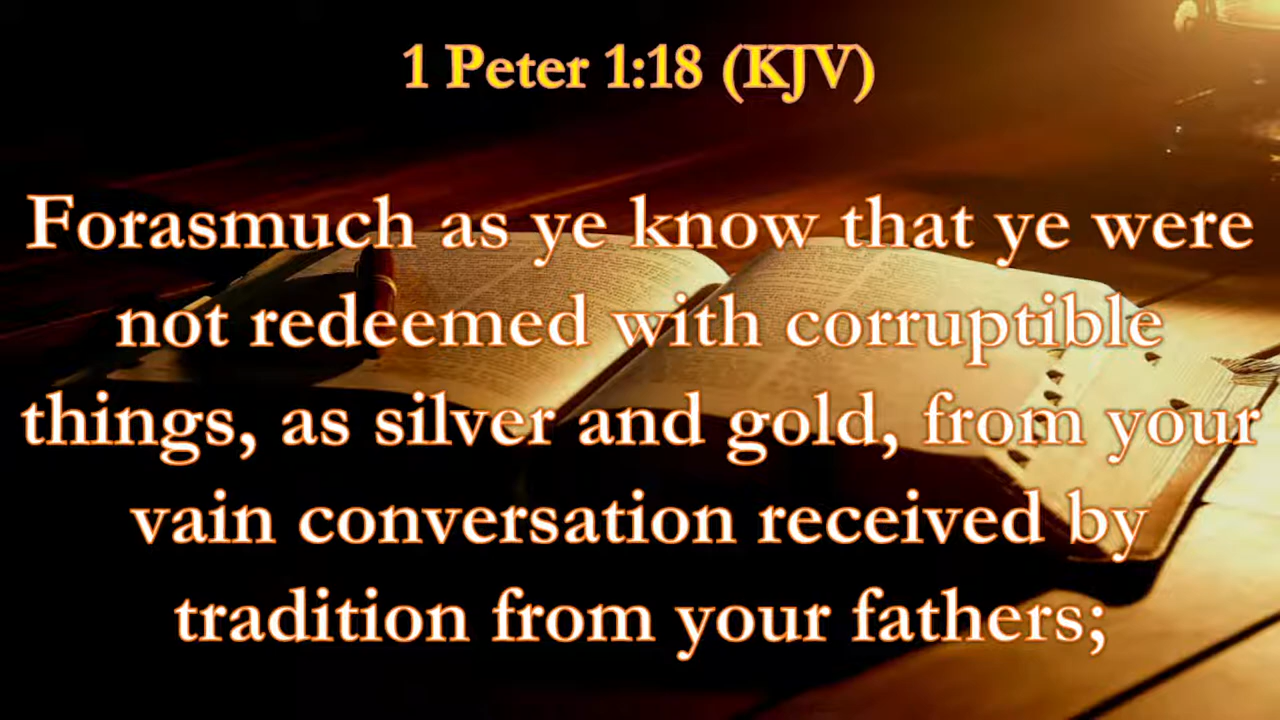 1 Peter 1:18 (KJV)
Forasmuch as ye know that ye were
not redeemed with corruptible
things, as silver and gold, from your
vain conversation received by
tradition from your fathers;